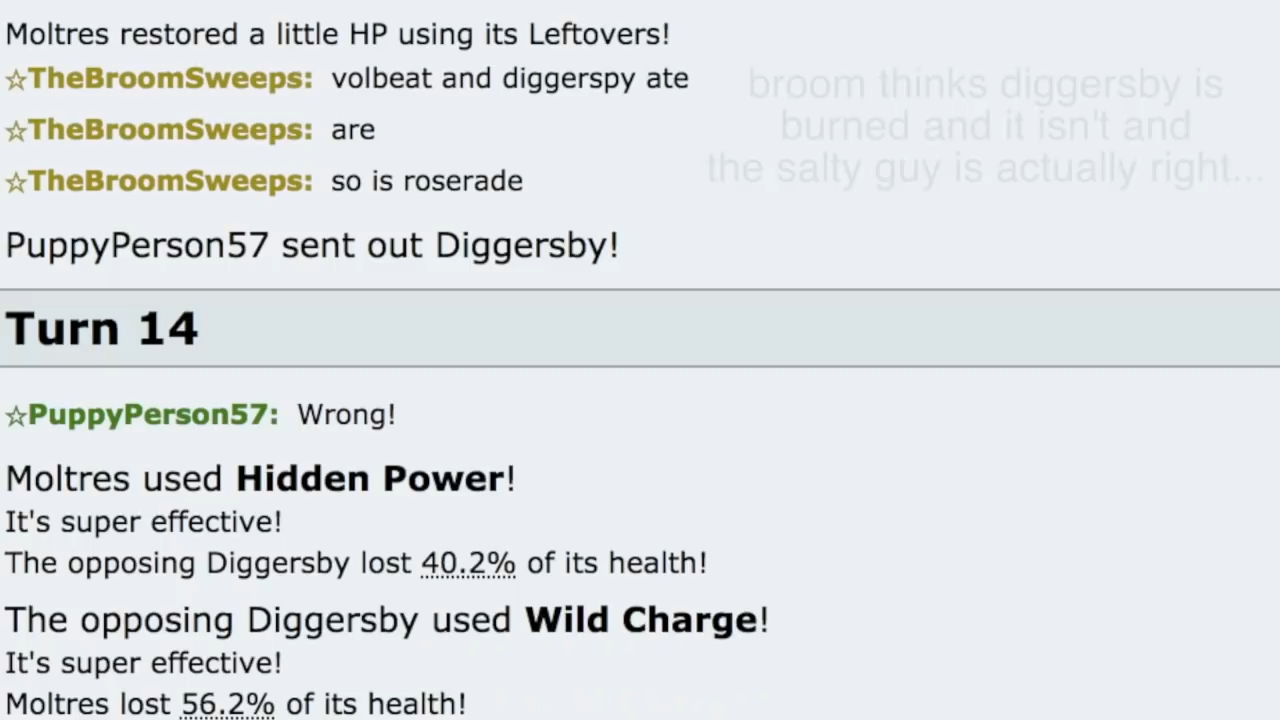 Moltres restored a little HP using its Leftovers!
☆TheBroomSweeps: volbeat and diggerspy ate
☆TheBroomSweeps: are
☆TheBroomSweeps: so is roserade
broom thinks diggersby is
burned and it isn't and
the salty guy is actually right...
PuppyPerson57 sent out Diggersby!
Turn 14
☆PuppyPerson57: Wrong!
Moltres used Hidden Power!
It's super effective!
The opposing Diggersby lost 40.2% of its health!
The opposing Diggersby used Wild Charge!
It's super effective!
Moltres lost 56.2% of its health!